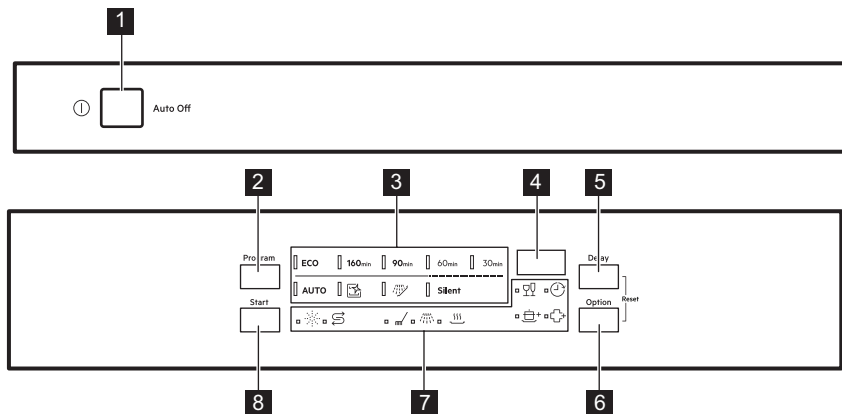 1
Auto Off
2
3
4
5
Program
Delay
ECO 160min 90min 60min 30min
AUTO Silent
Start
Option
Reset
8
7
6